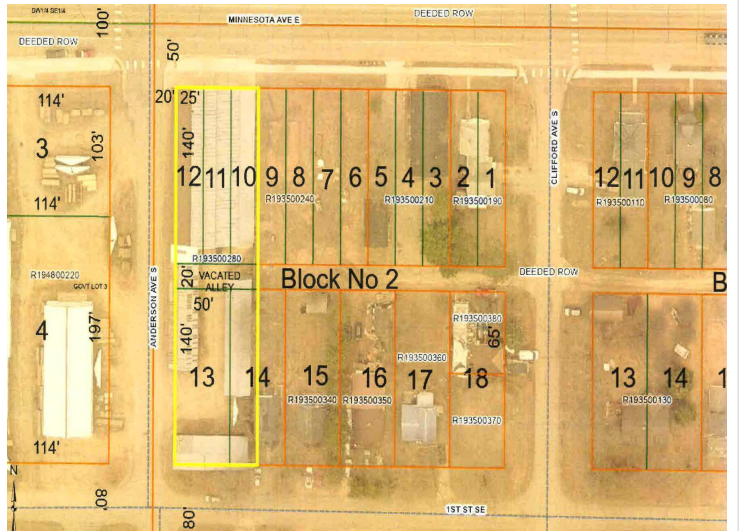 SW1/4 SE1/4
100'
DEEDED ROW
MINNESOTA AVE E
DEEDED ROW
50'
20' 25'
114'
3
103'
140'
12 11 10 9 8 7 6 5 4 3 2 1
12 11 10 9 8
CLIFFORD AVE S
R193500240
R193500210
R193500190
R193500110
R193500080
114'
R193500280
R194800220
GOVT LOT 3
20'
VACATED
ALLEY
Block No 2
DEEDED ROW
B
ANDERSON AVE S
50'
4
197'
140'
R193500380
65'
R193500360
13 14 15 16 17 18
13 14 1
R193500340
R193500350
R193500130
R193500370
114'
N
80'
80'
1ST ST SE